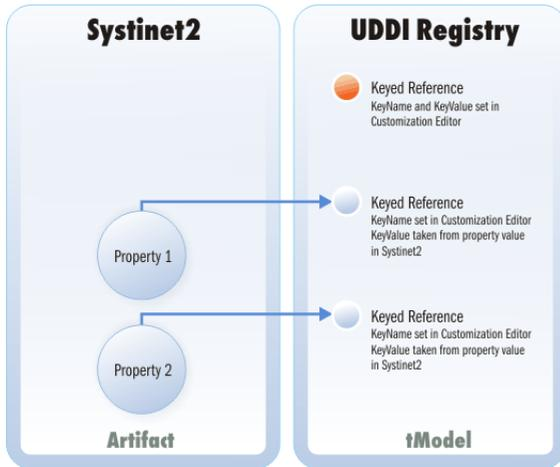 Systinet2
UDDI Registry
Keyed Reference
KeyName and KeyValue set in
Customization Editor
Keyed Reference
KeyName set in Customization Editor
KeyValue taken from property value
in Systinet2
Property 1
Keyed Reference
KeyName set in Customization Editor
KeyValue taken from property value
in Systinet2
Property 2
Artifact
tModel